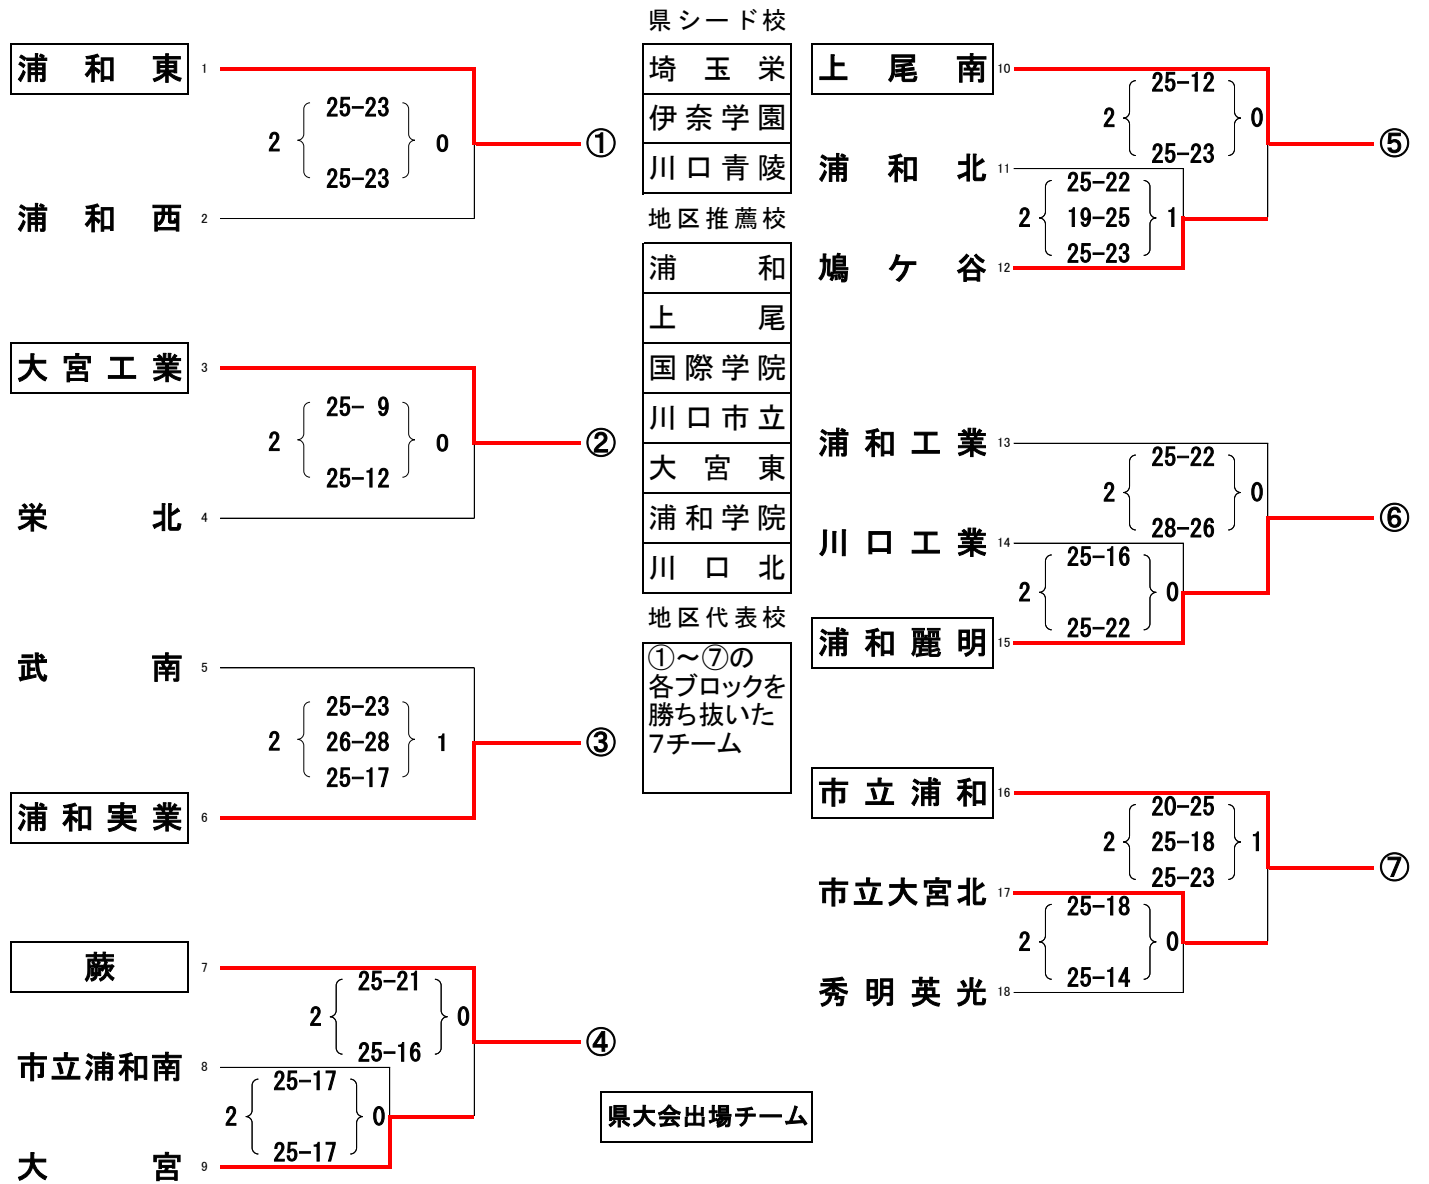 浦和東 1
25-23
2 0
25-23
①
浦和西 2
大宮工業 3
25- 9
2 0
25-12
②
栄北 4
武南 5
25-23
2 26-28 1
25-17
③
浦和実業 6
蕨 7
25-21
2 0
25-16
④
市立浦和南 8
25-17
2 0
25-17
大宮 9
県シード校
埼玉栄
伊奈学園
川口青陵
地区推薦校
浦和
上尾
国際学院
川口市立
大宮東
浦和学院
川口北
地区代表校
①～⑦の
各ブロックを
勝ち抜いた
7チーム
県大会出場チーム
上尾南 10
25-12
2 0
25-23
⑤
浦和北 11
25-22
2 19-25 1
25-23
鳩ケ谷 12
浦和工業 13
25-22
2 0
28-26
⑥
川口工業 14
25-16
2 0
25-22
浦和麗明 15
市立浦和 16
20-25
2 25-18 1
25-23
⑦
市立大宮北 17
25-18
2 0
25-14
秀明英光 18